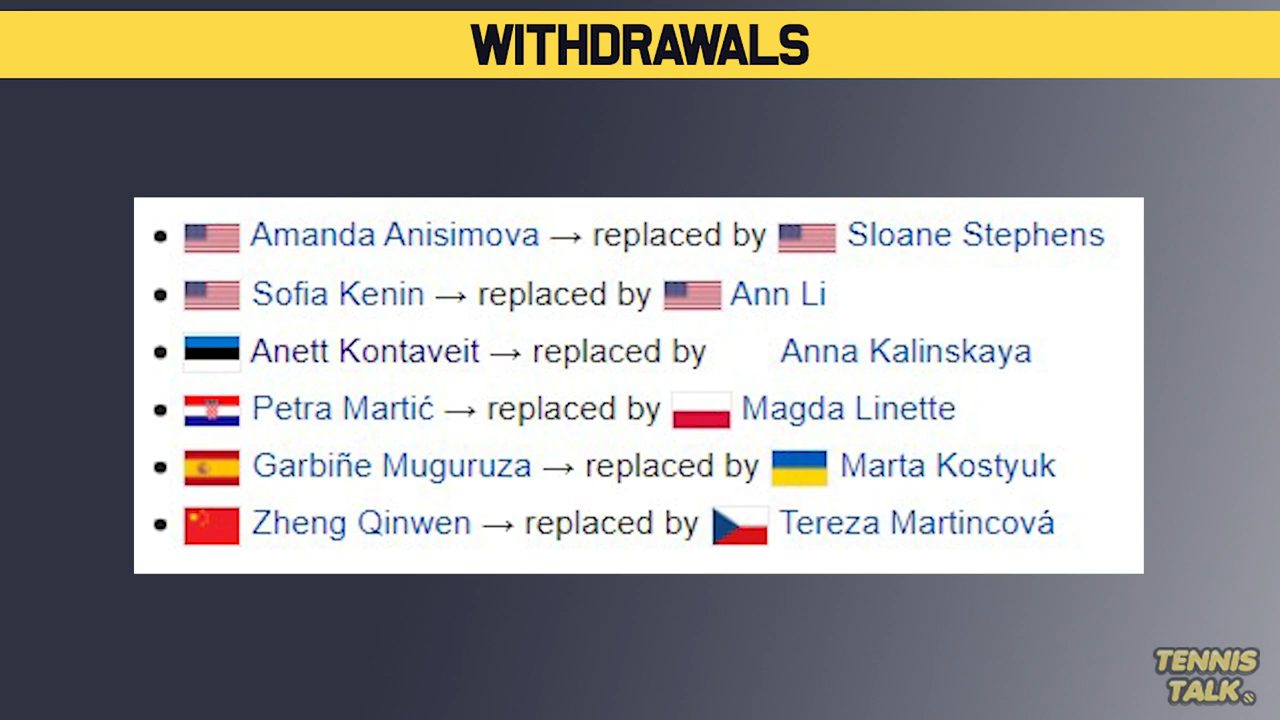 WITHDRAWALS
• Amanda Anisimova → replaced by Sloane Stephens
• Sofia Kenin → replaced by Ann Li
• Anett Kontaveit → replaced by Anna Kalinskaya
• Petra Martić → replaced by Magda Linette
• Garbiñe Muguruza → replaced by Marta Kostyuk
• Zheng Qinwen → replaced by Tereza Martincová
TENNIS
TALK